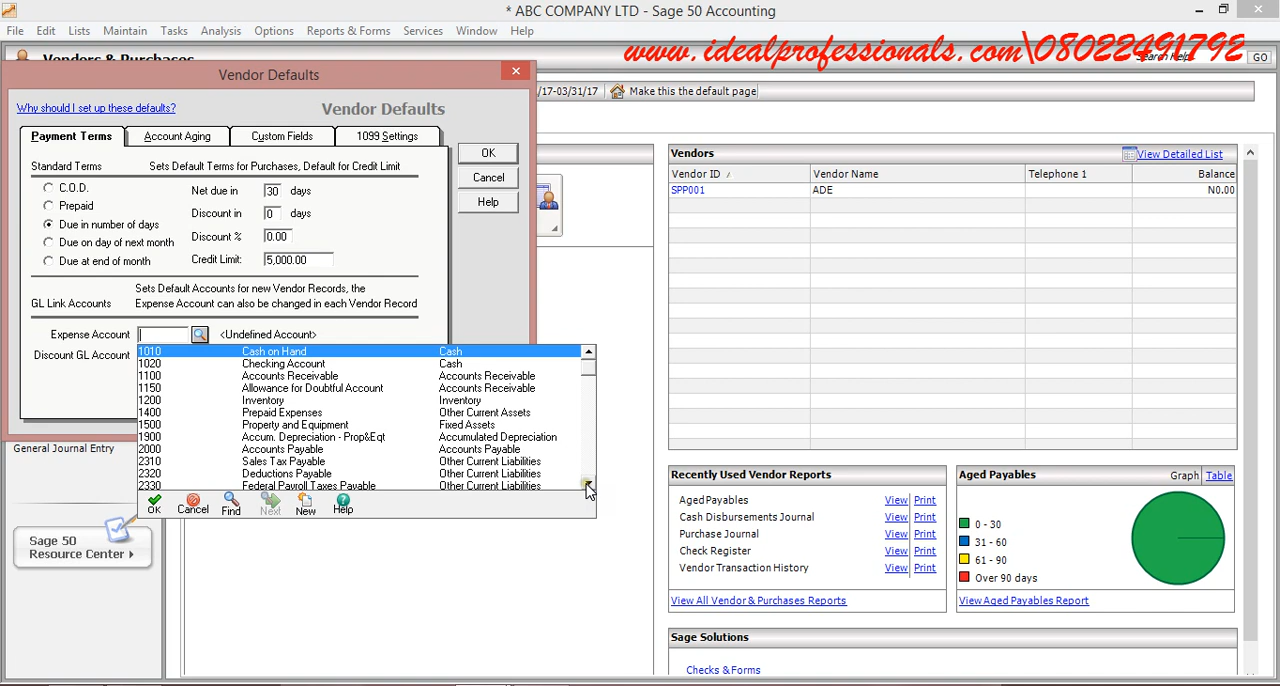 * ABC COMPANY LTD - Sage 50 Accounting
File Edit Lists Maintain Tasks Analysis Options Reports & Forms Services Window Help
www.idealprofessionals.com\08022491792
Vendors & Purchases
Search Help GO
Vendor Defaults
/17-03/31/17 Make this the default page
Why should I set up these defaults?
Vendor Defaults
Payment Terms Account Aging Custom Fields 1099 Settings
OK
Cancel
Help
Standard Terms Sets Default Terms for Purchases, Default for Credit Limit
C.O.D.
Prepaid
Due in number of days
Due on day of next month
Due at end of month
Net due in 30 days
Discount in 0 days
Discount % 0.00
Credit Limit: 5,000.00
Sets Default Accounts for new Vendor Records, the
GL Link Accounts Expense Account can also be changed in each Vendor Record
Expense Account <Undefined Account>
Discount GL Account
1010 Cash on Hand Cash
1020 Checking Account Cash
1100 Accounts Receivable Accounts Receivable
1150 Allowance for Doubtful Account Accounts Receivable
1200 Inventory Inventory
1400 Prepaid Expenses Other Current Assets
1500 Property and Equipment Fixed Assets
1900 Accum. Depreciation - Prop&Eqt Accumulated Depreciation
2000 Accounts Payable Accounts Payable
2310 Sales Tax Payable Other Current Liabilities
2320 Deductions Payable Other Current Liabilities
2330 Federal Payroll Taxes Payable Other Current Liabilities
OK Cancel Find Next New Help
General Journal Entry
Sage 50
Resource Center
Vendors View Detailed List
Vendor ID / Vendor Name Telephone 1 Balance
SPP001 ADE N0.00
Recently Used Vendor Reports
Aged Payables View Print
Cash Disbursements Journal View Print
Purchase Journal View Print
Check Register View Print
Vendor Transaction History View Print
View All Vendor & Purchases Reports
Aged Payables Graph Table
0 - 30
31 - 60
61 - 90
Over 90 days
View Aged Payables Report
Sage Solutions
Checks & Forms